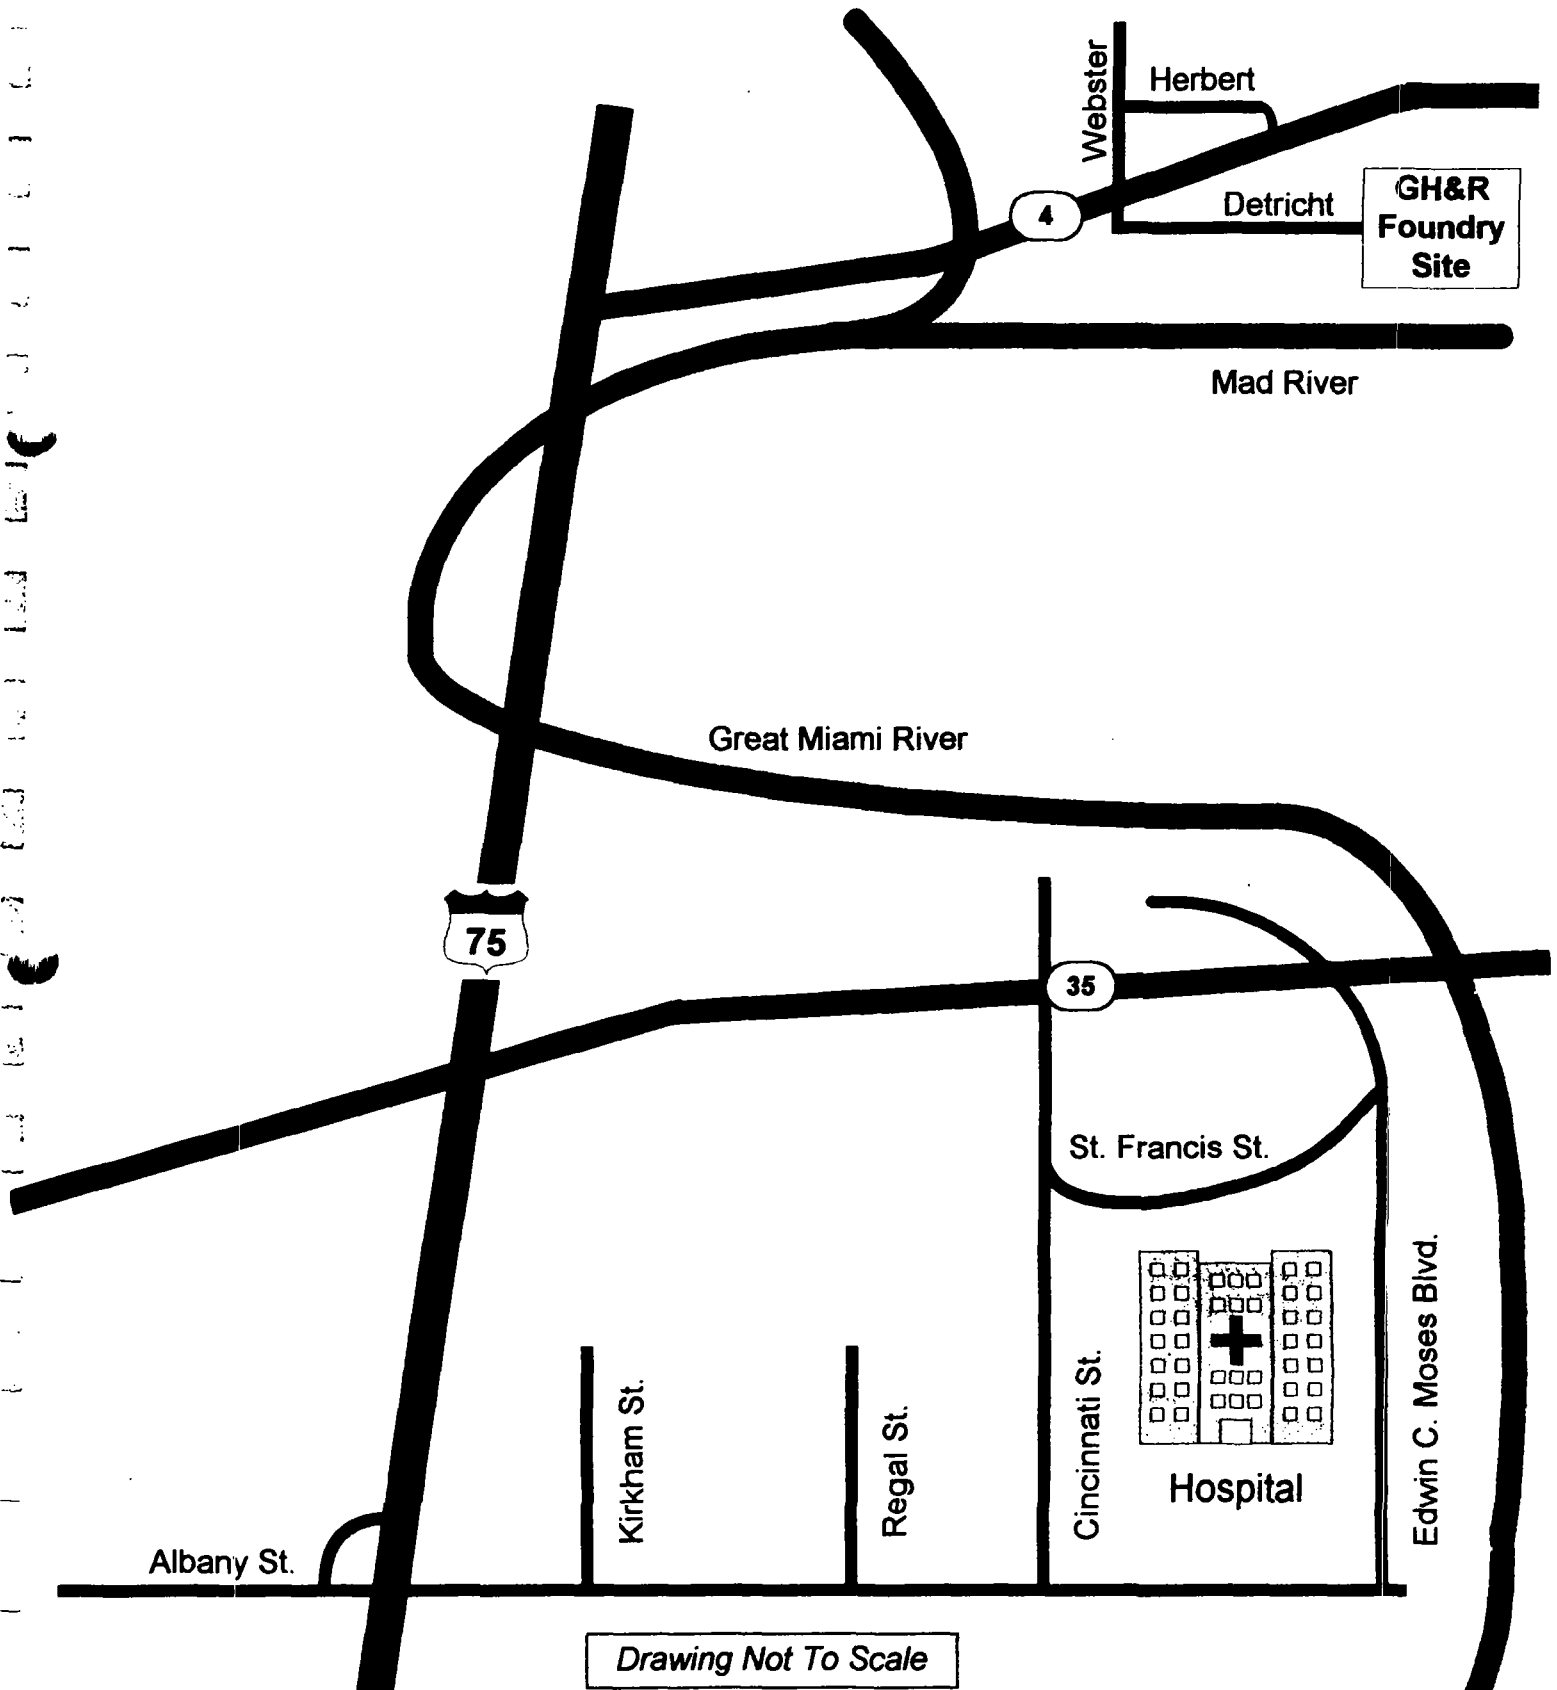 Webster
Herbert
4
Detricht
GH&R
Foundry
Site
Mad River
Great Miami River
75
35
St. Francis St.
Kirkham St.
Regal St.
Cincinnati St.
Hospital
Edwin C. Moses Blvd.
Albany St.
Drawing Not To Scale